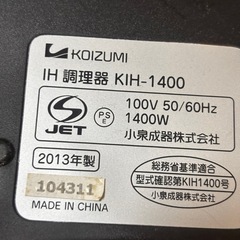 KOIZUMI
IH 調理器 KIH-1400
JET
PS
E
100V 50/60Hz
1400W
小泉成器株式会社
2013年製
104311
MADE IN CHINA
総務省基準適合
型式確認第KIH1400号
小泉成器株式会社